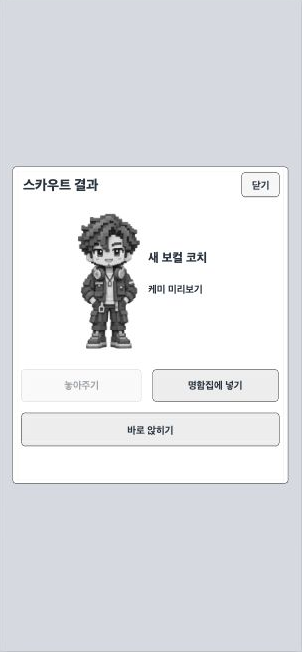 스카우트 결과
닫기
새 보컬 코치
케미 미리보기
놓아주기
명함집에 넣기
바로 앉히기